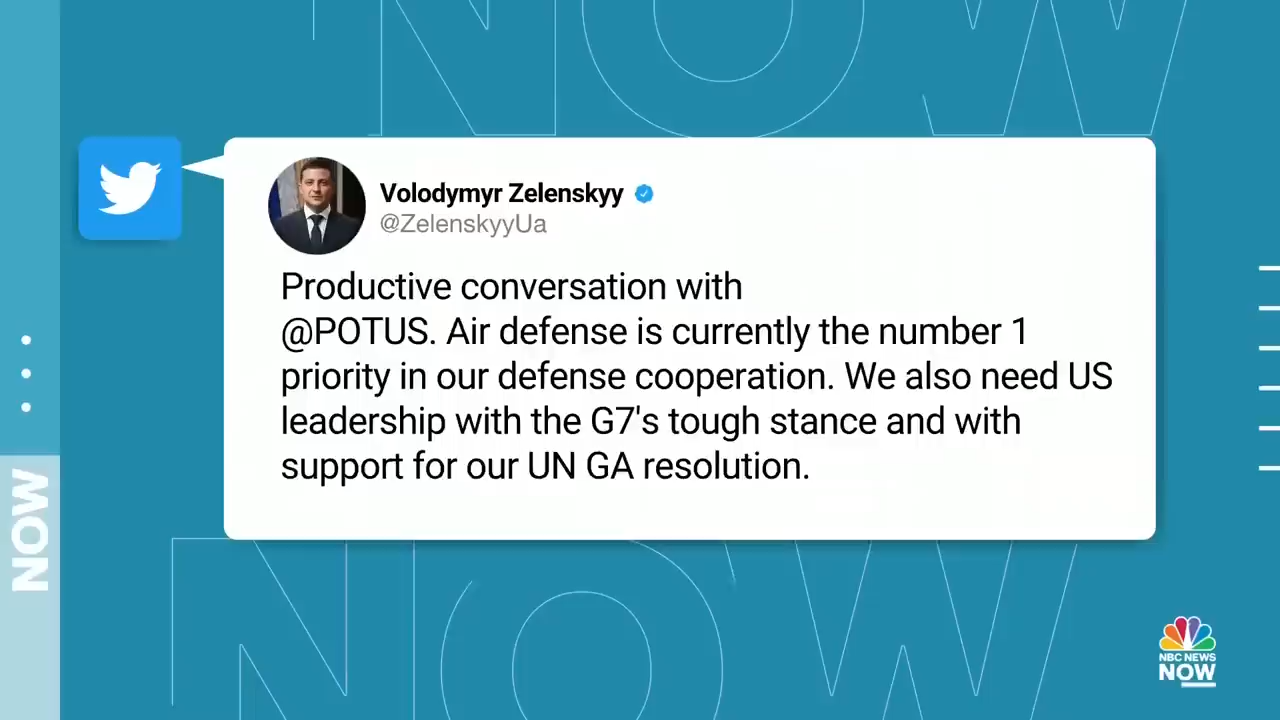 NOW
Volodymyr Zelenskyy
@ZelenskyyUa
Productive conversation with
@POTUS. Air defense is currently the number 1
priority in our defense cooperation. We also need US
leadership with the G7's tough stance and with
support for our UN GA resolution.
NOW
NOW
NBC NEWS
NOW